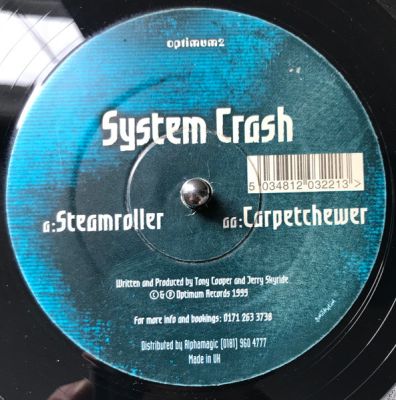 optimum2
System Crash
5 034812 032213 >
a:Steamroller
aa:Carpetchewer
Written and Produced by Tony Cooper and Jerry Skyride
© & ℗ Optimum Records 1999
For more info and bookings: 0171 263 3738
Distributed by Alphamagic (0181) 960 4777
Made in UK